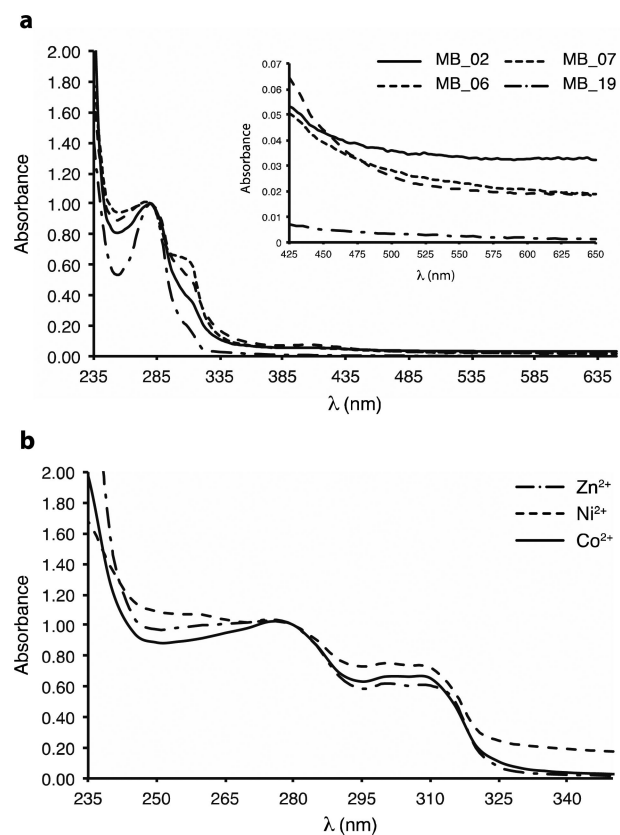 a
2.00
1.80
1.60
1.40
1.20
1.00
0.80
0.60
0.40
0.20
0.00
Absorbance
235 285 335 385 435 485 535 585 635
λ (nm)
0.07
0.06
0.05
0.04
0.03
0.02
0.01
0
Absorbance
425 450 475 500 525 550 575 600 625 650
λ (nm)
MB_02 MB_07
MB_06 MB_19
b
2.00
1.80
1.60
1.40
1.20
1.00
0.80
0.60
0.40
0.20
0.00
Absorbance
235 250 265 280 295 310 325 340
λ (nm)
Zn²⁺
Ni²⁺
Co²⁺